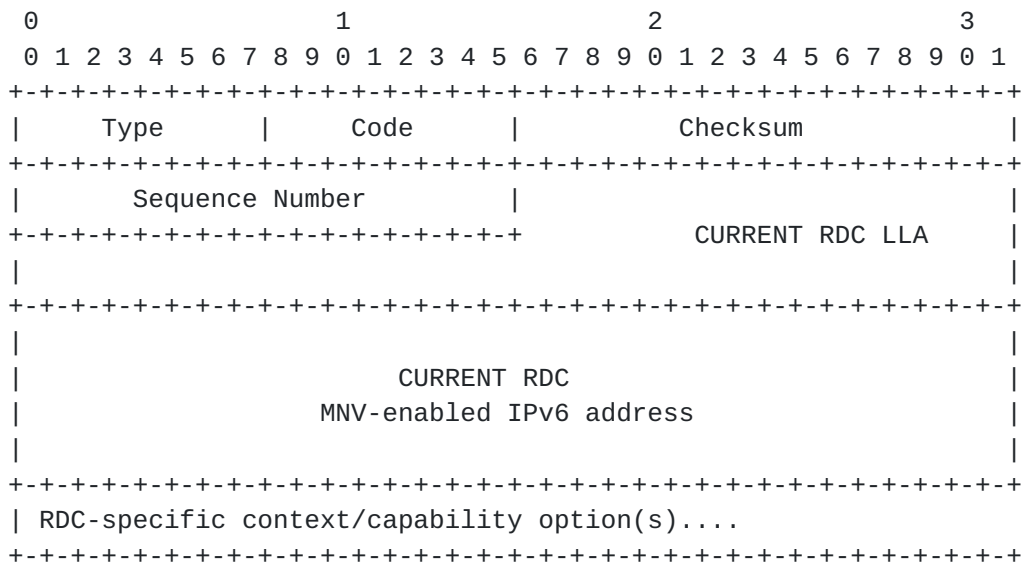 0                   1                   2                   3
 0 1 2 3 4 5 6 7 8 9 0 1 2 3 4 5 6 7 8 9 0 1 2 3 4 5 6 7 8 9 0 1
+-+-+-+-+-+-+-+-+-+-+-+-+-+-+-+-+-+-+-+-+-+-+-+-+-+-+-+-+-+-+-+-+
|     Type      |     Code      |          Checksum             |
+-+-+-+-+-+-+-+-+-+-+-+-+-+-+-+-+-+-+-+-+-+-+-+-+-+-+-+-+-+-+-+-+
|       Sequence Number         |                               |
+-+-+-+-+-+-+-+-+-+-+-+-+-+-+-+-+           CURRENT RDC LLA     |
|                                                               |
+-+-+-+-+-+-+-+-+-+-+-+-+-+-+-+-+-+-+-+-+-+-+-+-+-+-+-+-+-+-+-+-+
|                                                               |
|                        CURRENT RDC                            |
|                   MNV-enabled IPv6 address                    |
|                                                               |
+-+-+-+-+-+-+-+-+-+-+-+-+-+-+-+-+-+-+-+-+-+-+-+-+-+-+-+-+-+-+-+-+
| RDC-specific context/capability option(s)....
+-+-+-+-+-+-+-+-+-+-+-+-+-+-+-+-+-+-+-+-+-+-+-+-+-+-+-+-+-+-+-+-+